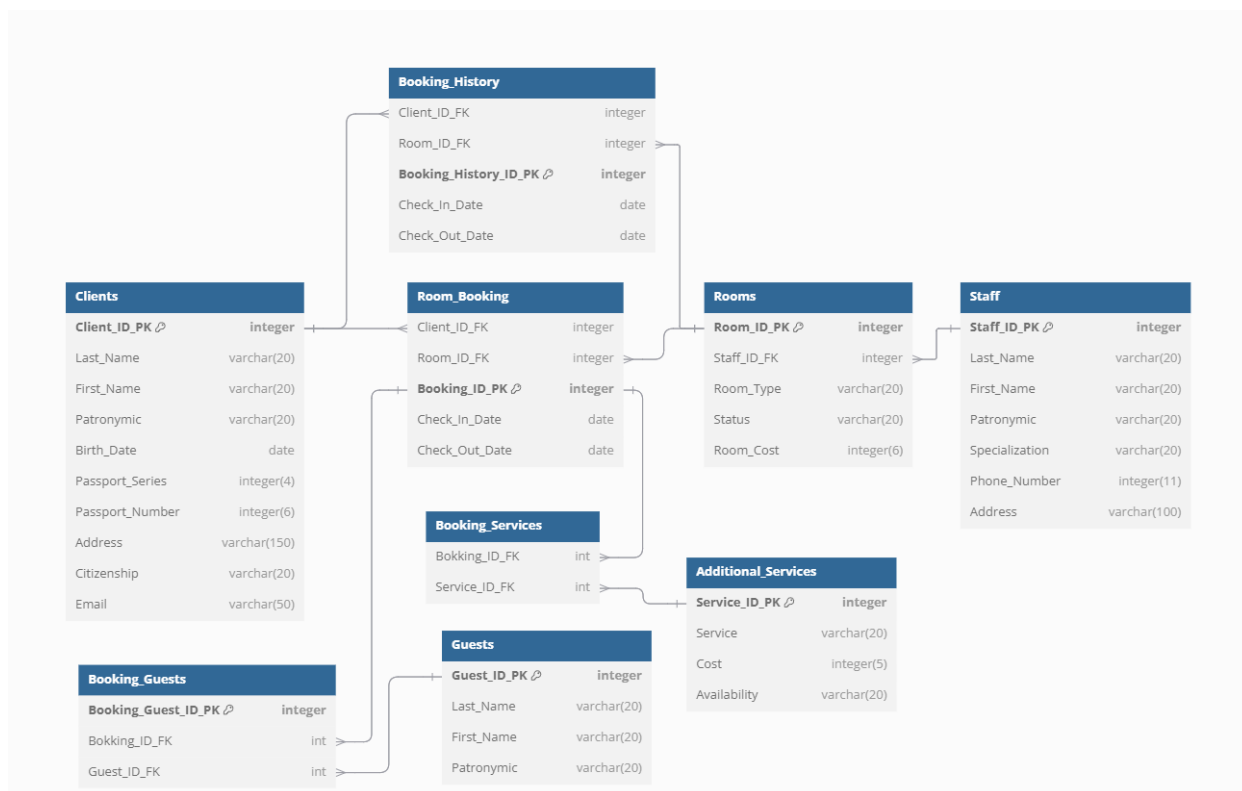 Booking_History
Client_ID_FK integer
Room_ID_FK integer
Booking_History_ID_PK integer
Check_In_Date date
Check_Out_Date date
Clients
Client_ID_PK integer
Last_Name varchar(20)
First_Name varchar(20)
Patronymic varchar(20)
Birth_Date date
Passport_Series integer(4)
Passport_Number integer(6)
Address varchar(150)
Citizenship varchar(20)
Email varchar(50)
Room_Booking
Client_ID_FK integer
Room_ID_FK integer
Booking_ID_PK integer
Check_In_Date date
Check_Out_Date date
Rooms
Room_ID_PK integer
Staff_ID_FK integer
Room_Type varchar(20)
Status varchar(20)
Room_Cost integer(6)
Staff
Staff_ID_PK integer
Last_Name varchar(20)
First_Name varchar(20)
Patronymic varchar(20)
Specialization varchar(20)
Phone_Number integer(11)
Address varchar(100)
Booking_Services
Bokking_ID_FK int
Service_ID_FK int
Additional_Services
Service_ID_PK integer
Service varchar(20)
Cost integer(5)
Availability varchar(20)
Guests
Guest_ID_PK integer
Last_Name varchar(20)
First_Name varchar(20)
Patronymic varchar(20)
Booking_Guests
Booking_Guest_ID_PK integer
Bokking_ID_FK int
Guest_ID_FK int